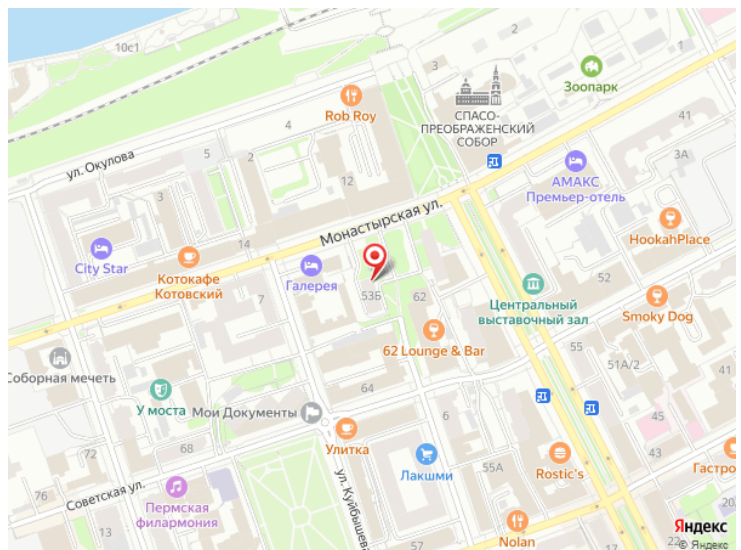 10с1
3
2
1
Зоопарк
Rob Roy
СПАСО-
ПРЕОБРАЖЕНСКИЙ
СОБОР
41
3А
4
ул. Окулова
5
12
АМАКС
Премьер-отель
3
Монастырская ул.
HookahPlace
14
City Star
Котокафе
Котовский
Галерея
53Б
62
52
Центральный
выставочный зал
Smoky Dog
62 Lounge & Bar
55
51А/2
Соборная мечеть
У моста
64
Мои Документы
6
45
Улитка
43
68
Лакшми
55А
Rostic's
Гастро
76
Советская ул.
Пермская
филармония
ул. Куйбышева
72
57
Nolan
17
22
20/2
Яндекс
© Яндекс